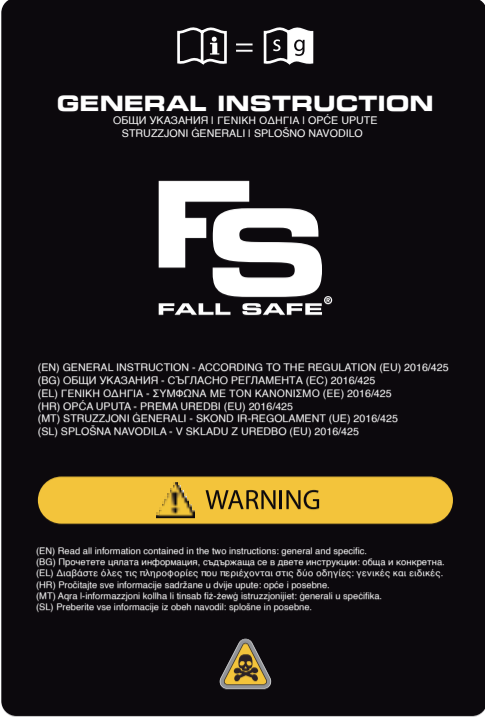 i = s g
GENERAL INSTRUCTION
ОБЩИ УКАЗАНИЯ I ΓΕΝΙΚΗ ΟΔΗΓΙΑ I OPĆE UPUTE
STRUZZJONI ĠENERALI I SPLOŠNO NAVODILO
FS
FALL SAFE®
(EN) GENERAL INSTRUCTION - ACCORDING TO THE REGULATION (EU) 2016/425
(BG) ОБЩИ УКАЗАНИЯ - СЪГЛАСНО РЕГЛАМЕНТА (ЕС) 2016/425
(EL) ΓΕΝΙΚΗ ΟΔΗΓΙΑ - ΣΥΜΦΩΝΑ ΜΕ ΤΟΝ ΚΑΝΟΝΙΣΜΟ (ΕΕ) 2016/425
(HR) OPĆA UPUTA - PREMA UREDBI (EU) 2016/425
(MT) STRUZZJONI ĠENERALI - SKOND IR-REGOLAMENT (UE) 2016/425
(SL) SPLOŠNA NAVODILA - V SKLADU Z UREDBO (EU) 2016/425
WARNING
(EN) Read all information contained in the two instructions: general and specific.
(BG) Прочетете цялата информация, съдържаща се в двете инструкции: обща и конкретна.
(EL) Διαβάστε όλες τις πληροφορίες που περιέχονται στις δύο οδηγίες: γενικές και ειδικές.
(HR) Pročitajte sve informacije sadržane u dvije upute: opće i posebne.
(MT) Aqra l-informazzjoni kollha li tinsab fiż-żewġ istruzzjonijiet: ġenerali u speċifika.
(SL) Preberite vse informacije iz obeh navodil: splošne in posebne.